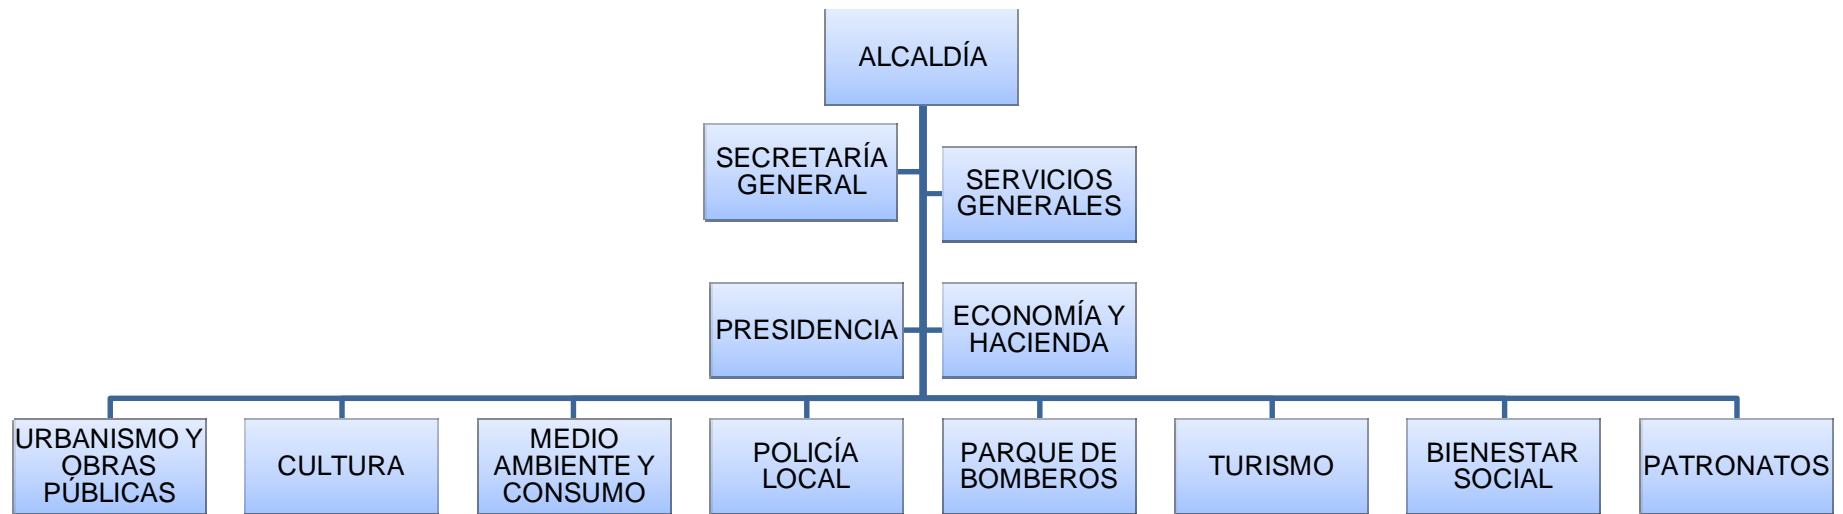 ALCALDÍA
SECRETARÍA
GENERAL
SERVICIOS
GENERALES
PRESIDENCIA
ECONOMÍA Y
HACIENDA
URBANISMO Y
OBRAS
PÚBLICAS
CULTURA
MEDIO
AMBIENTE Y
CONSUMO
POLICÍA
LOCAL
PARQUE DE
BOMBEROS
TURISMO
BIENESTAR
SOCIAL
PATRONATOS